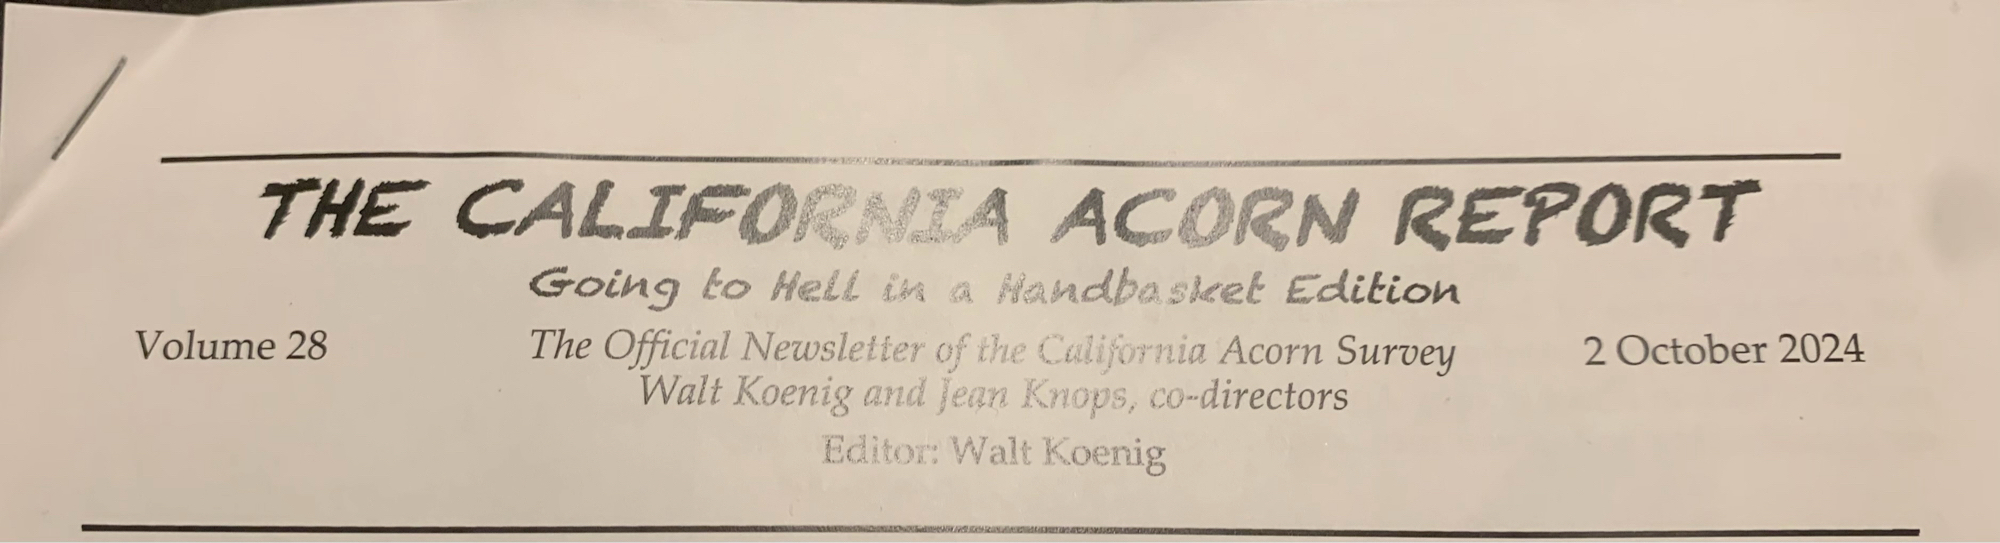 THE CALIFORNIA ACORN REPORT
Going to Hell in a Handbasket Edition
Volume 28 The Official Newsletter of the California Acorn Survey 2 October 2024
Walt Koenig and Jean Knops, co-directors
Editor: Walt Koenig